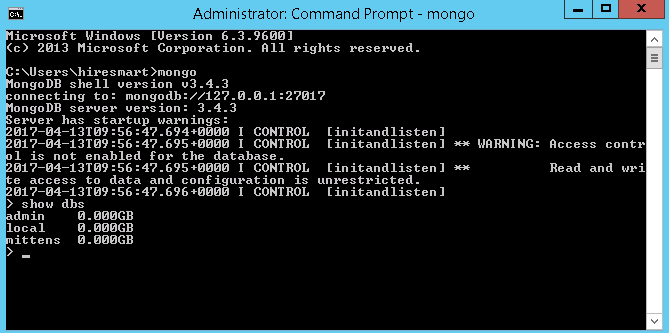 Administrator: Command Prompt - mongo
Microsoft Windows [Version 6.3.9600]
(c) 2013 Microsoft Corporation. All rights reserved.
C:\Users\hiresmart>mongo
MongoDB shell version v3.4.3
connecting to: mongodb://127.0.0.1:27017
MongoDB server version: 3.4.3
Server has startup warnings:
2017-04-13T09:56:47.694+0000 I CONTROL  [initandlisten]
2017-04-13T09:56:47.695+0000 I CONTROL  [initandlisten] ** WARNING: Access contr
ol is not enabled for the database.
2017-04-13T09:56:47.695+0000 I CONTROL  [initandlisten] **          Read and wri
te access to data and configuration is unrestricted.
2017-04-13T09:56:47.696+0000 I CONTROL  [initandlisten]
> show dbs
admin    0.000GB
local    0.000GB
mittens  0.000GB
> _